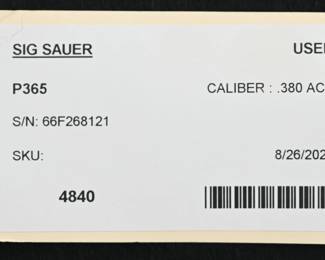 SIG SAUER USE
P365 CALIBER : .380 AC
S/N: 66F268121
SKU: 8/26/202
4840